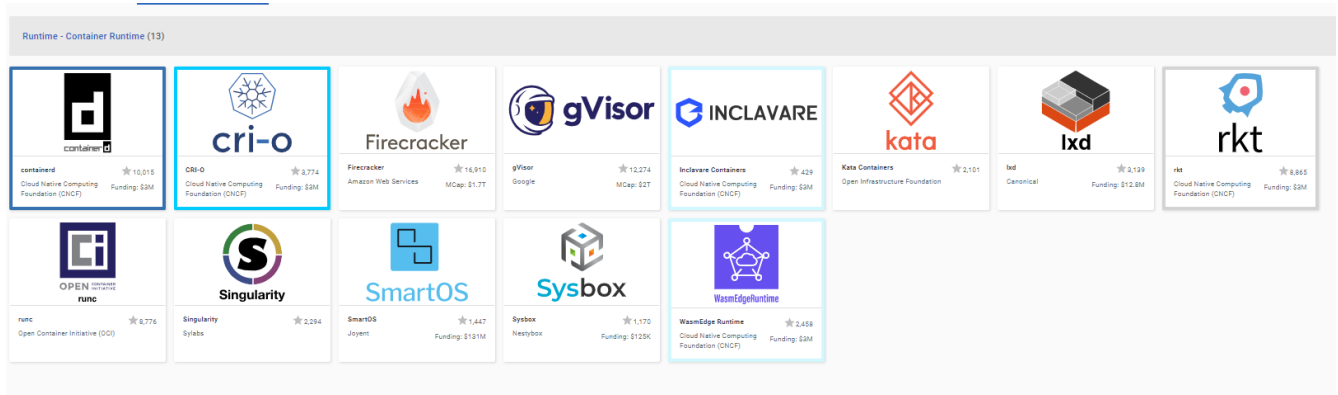 Runtime - Container Runtime (13)
container d
containerd
10,015
Cloud Native Computing
Foundation (CNCF)
Funding: $3M
cri-o
CRI-O
3,774
Cloud Native Computing
Foundation (CNCF)
Funding: $3M
Firecracker
Firecracker
16,910
Amazon Web Services
MCap: $1.7T
gVisor
gVisor
12,274
Google
MCap: $2T
INCLAVARE
Inclavare Containers
429
Cloud Native Computing
Foundation (CNCF)
Funding: $3M
kata
Kata Containers
2,101
Open Infrastructure Foundation
lxd
lxd
3,139
Canonical
Funding: $12.8M
rkt
rkt
8,865
Cloud Native Computing
Foundation (CNCF)
Funding: $3M
OPEN CONTAINER INITIATIVE
runc
runc
8,776
Open Container Initiative (OCI)
S
Singularity
Singularity
2,294
Sylabs
SmartOS
SmartOS
1,447
Joyent
Funding: $131M
Sysbox
Sysbox
1,170
Nestybox
Funding: $125K
WasmEdgeRuntime
WasmEdge Runtime
2,458
Cloud Native Computing
Foundation (CNCF)
Funding: $3M